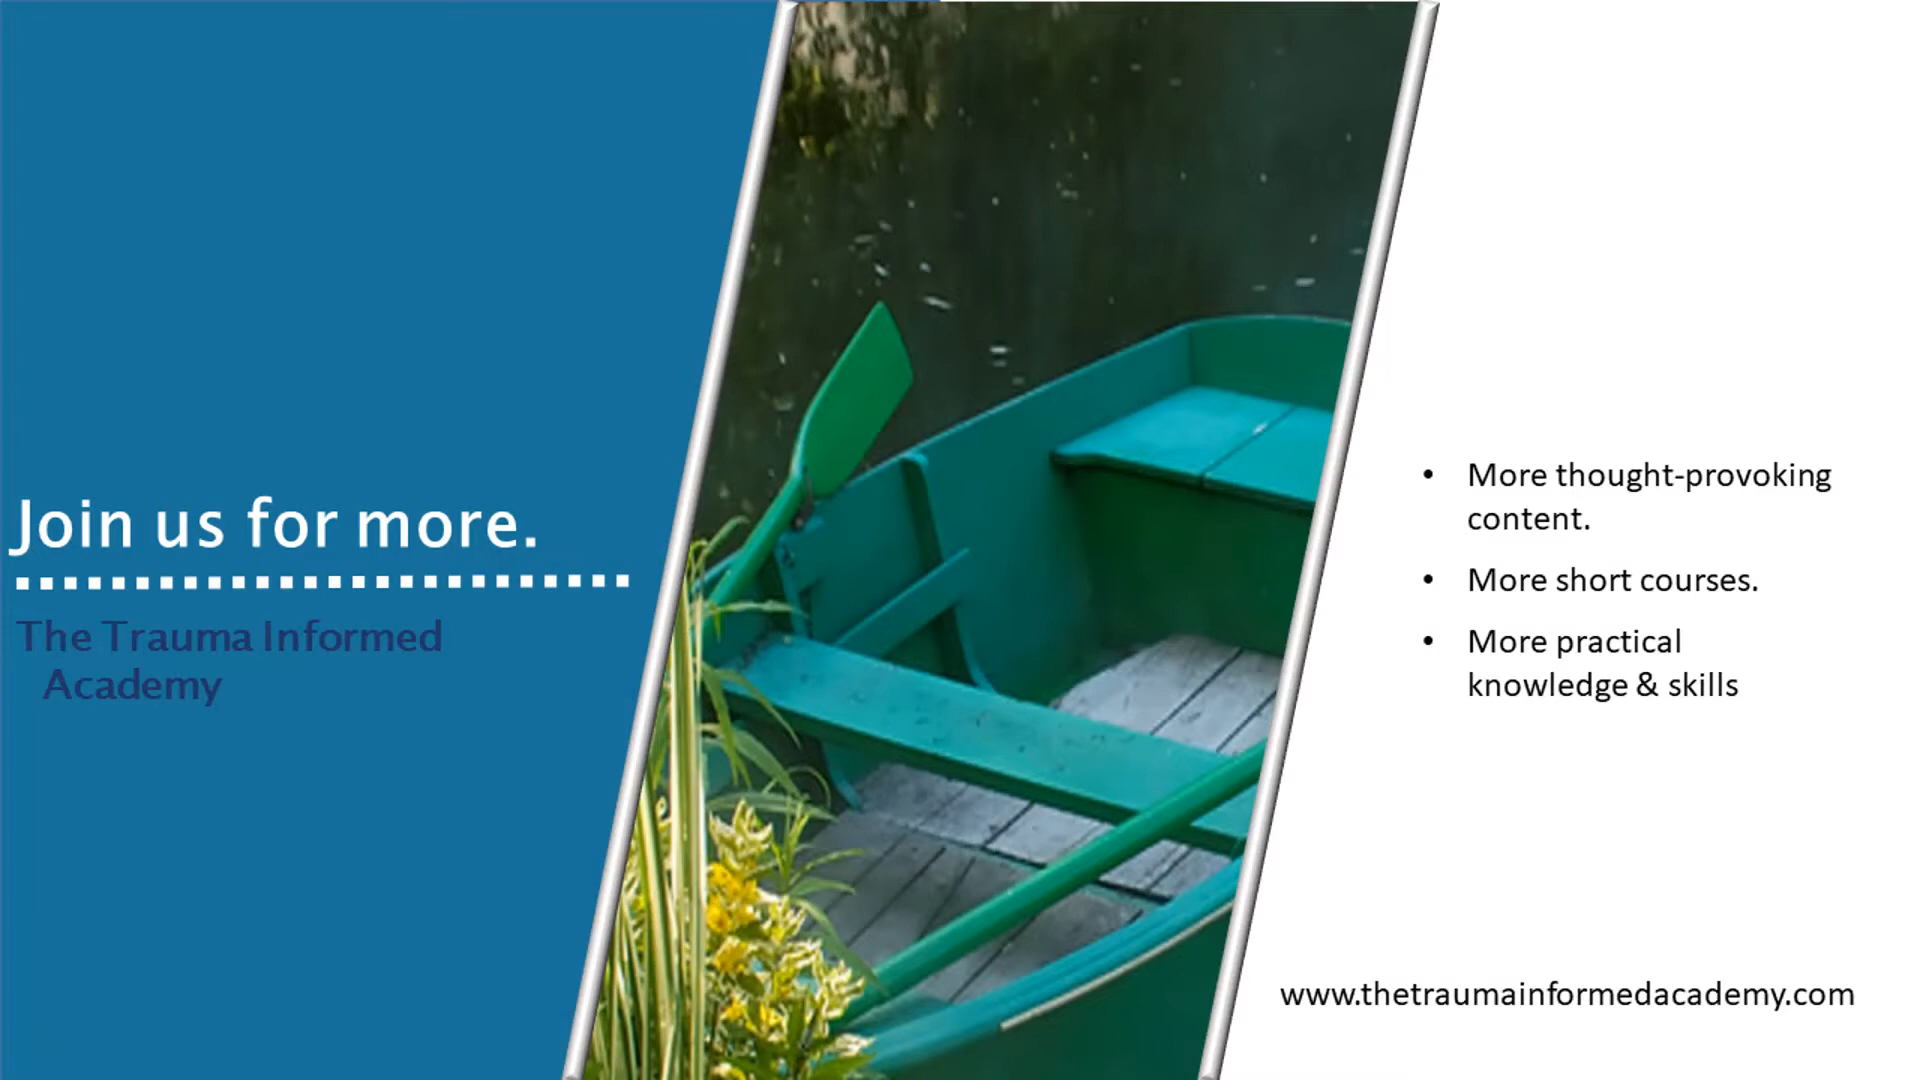 Join us for more.
The Trauma Informed
Academy
• More thought-provoking
content.
• More short courses.
• More practical
knowledge & skills
www.thetraumainformedacademy.com